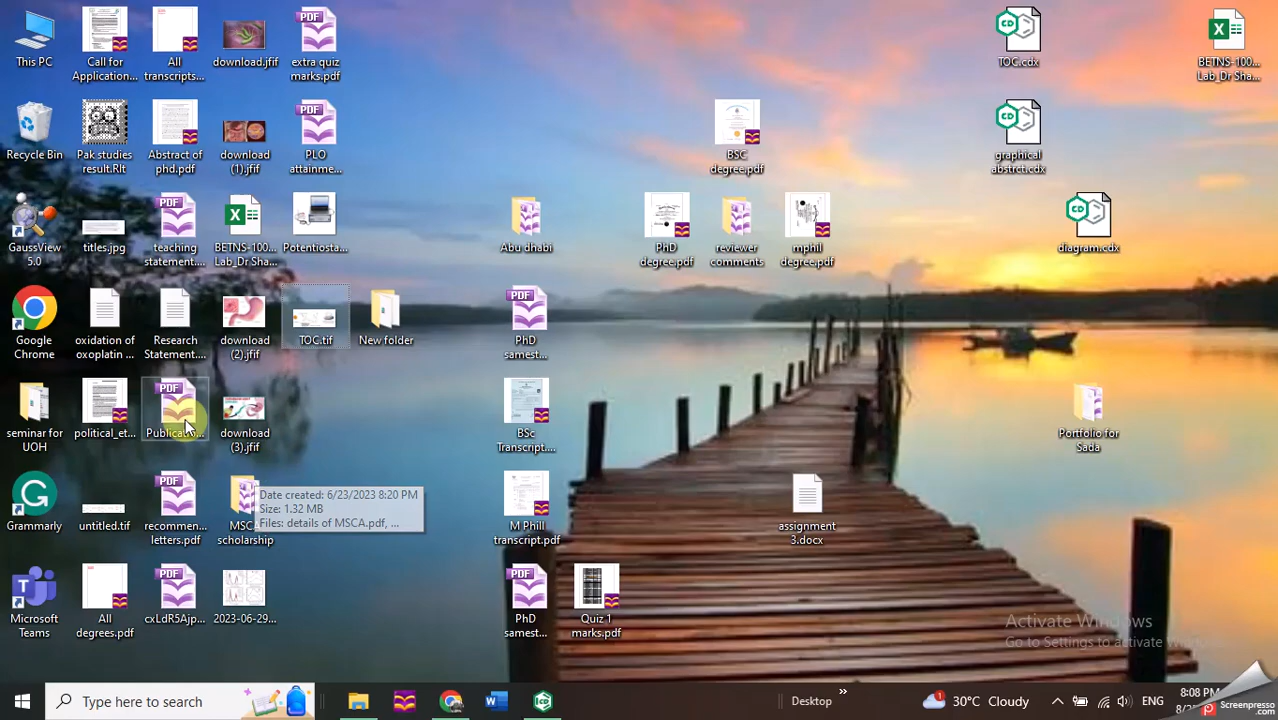 This PC
Call for
Application...
All
transcripts...
download.jfif
PDF
extra quiz
marks.pdf
TOC.cdx
BETNS-100...
Lab_Dr Sha...
Recycle Bin
Pak studies
result.Rlt
Abstract of
phd.pdf
download
(1).jfif
PDF
PLO
attainme...
BSC
degree.pdf
graphical
abstrct.cdx
GaussView
5.0
titles.jpg
PDF
teaching
statement....
BETNS-100...
Lab_Dr Sha...
Potentiosta...
Abu dhabi
PhD
degree.pdf
reviewer
comments
mphil
degree.pdf
diagram.cdx
Google
Chrome
oxidation of
oxoplatin ...
Research
Statement....
download
(2).jfif
TOC.tif
New folder
PDF
PhD
samest...
seminar for
UOH
political_et...
PDF
Publicatio...
download
(3).jfif
BSc
Transcript....
Portfolio for
Sada
Grammarly
untitled.tif
PDF
recommen...
letters.pdf
MSCA
scholarship
Date created: 6/23/2023 8:20 PM
Size: 1.32 MB
Files: details of MSCA.pdf, ...
M Phill
transcript.pdf
assignment
3.docx
Microsoft
Teams
All
degrees.pdf
PDF
cxLdR5Ajp...
2023-06-29...
PDF
PhD
samest...
Quiz 1
marks.pdf
Activate Windows
Go to Settings to activate
Type here to search
Desktop
»
1
30°C Cloudy
ENG
8:08 PM
Screenpresso
.com